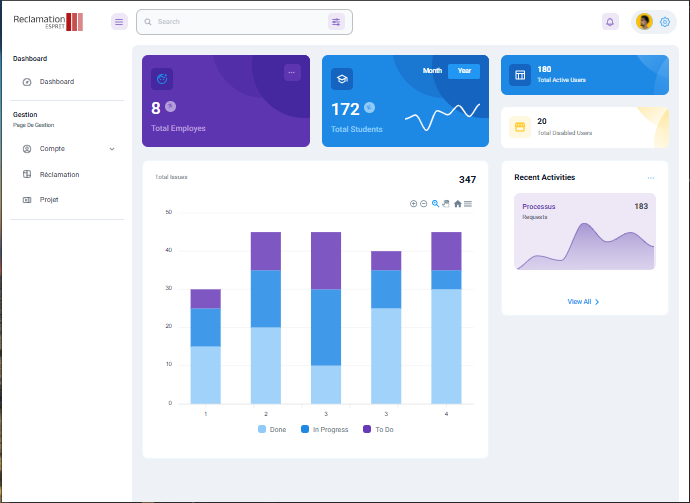 Reclamation
ESPRIT
Search
Dashboard
Dashboard
Gestion
Page De Gestion
Compte
Réclamation
Projet
8
Total Employes
Month
Year
172
Total Students
180
Total Active Users
20
Total Disabled Users
Total Issues
347
50
40
30
20
10
0
1
2
3
3
4
Done
In Progress
To Do
Recent Activities
Processus
183
Requests
View All